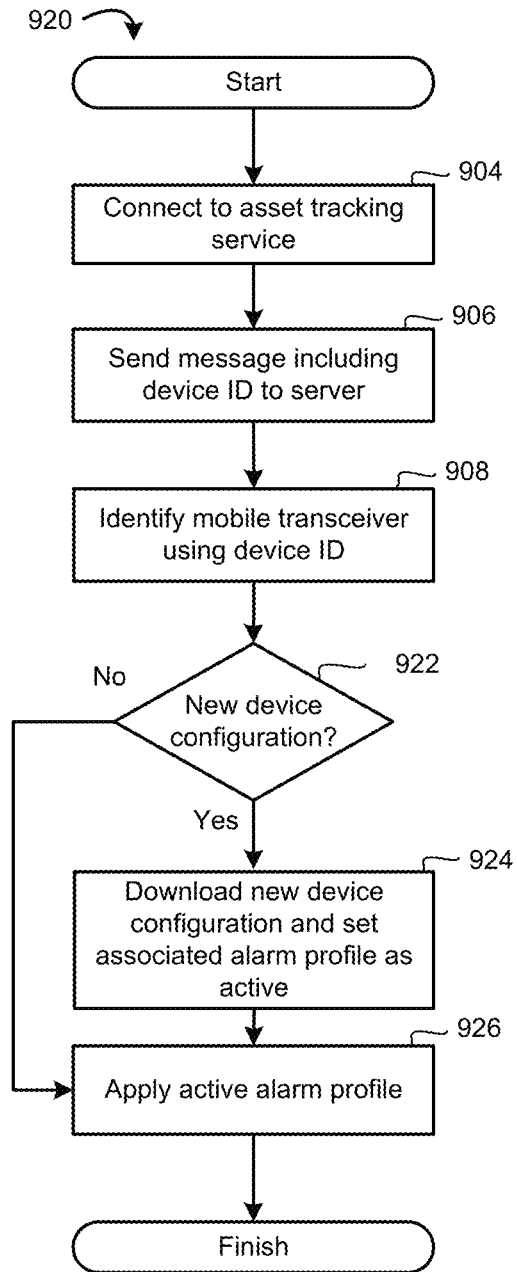 920
Start
904
Connect to asset tracking
service
906
Send message including
device ID to server
908
Identify mobile transceiver
using device ID
922
No
New device
configuration?
Yes
924
Download new device
configuration and set
associated alarm profile as
active
926
Apply active alarm profile
Finish